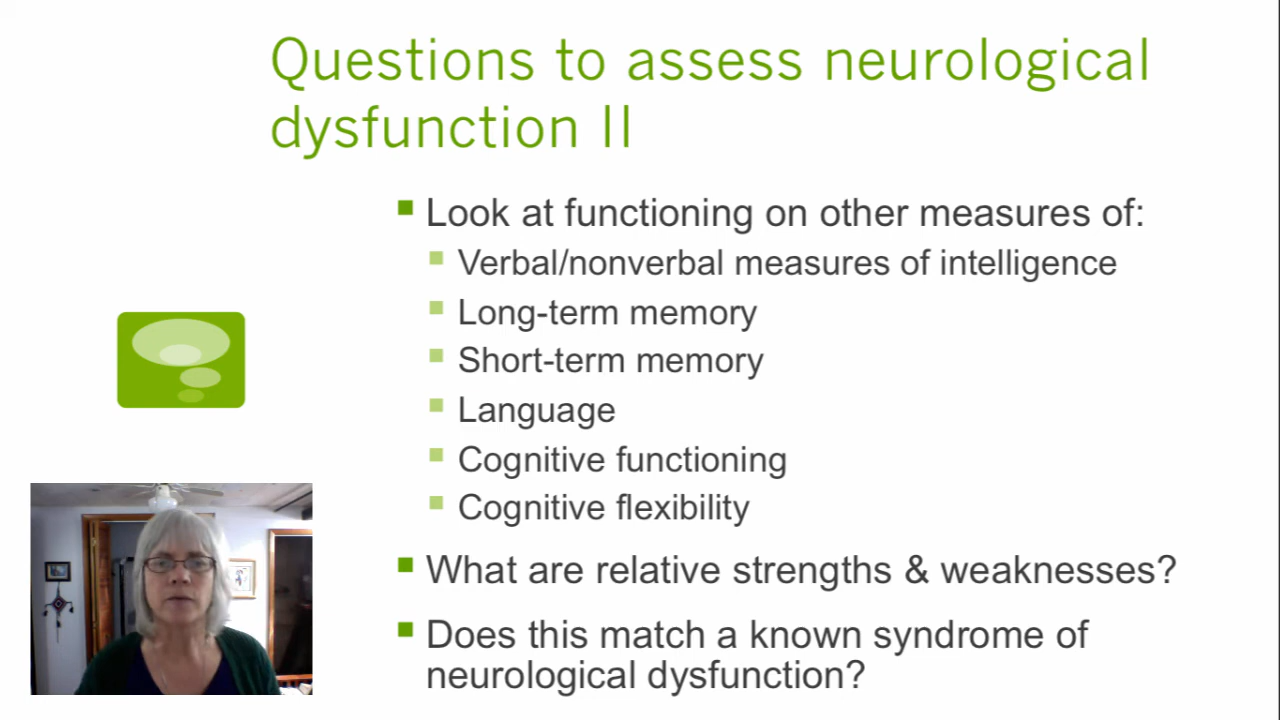 Questions to assess neurological
dysfunction II
Look at functioning on other measures of:
Verbal/nonverbal measures of intelligence
Long-term memory
Short-term memory
Language
Cognitive functioning
Cognitive flexibility
What are relative strengths & weaknesses?
Does this match a known syndrome of
neurological dysfunction?